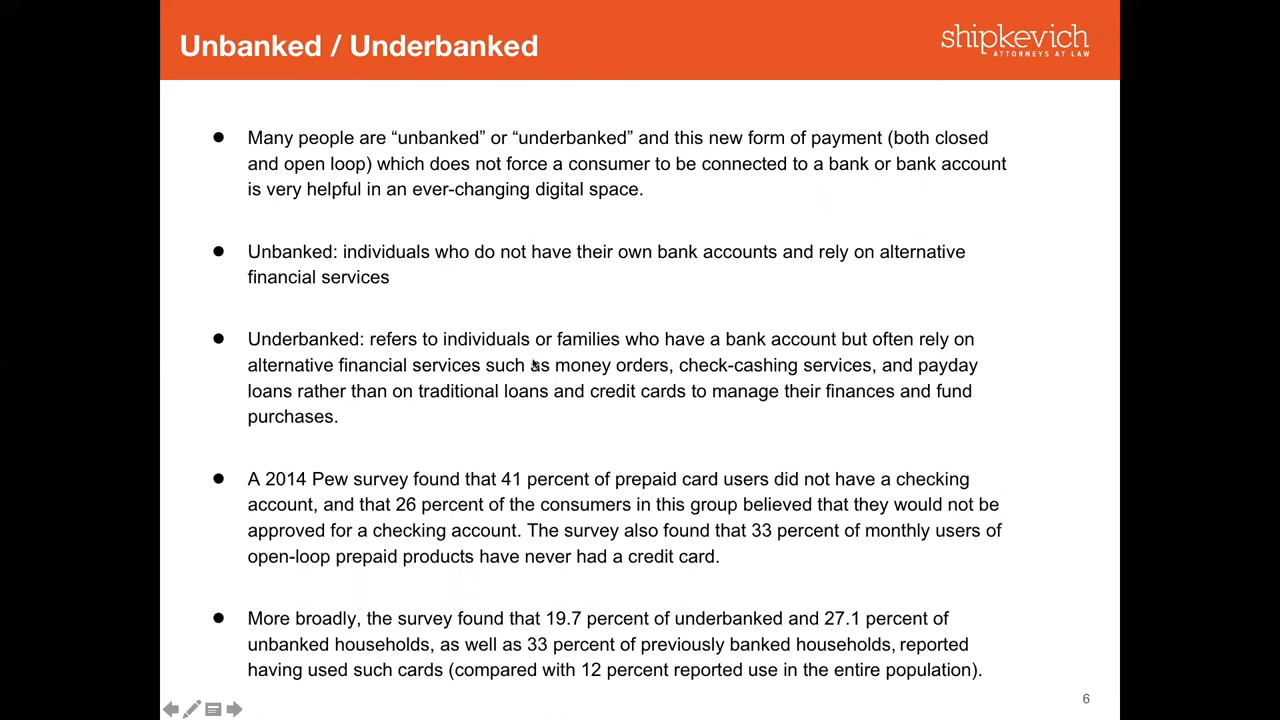 Unbanked / Underbanked
shipkevich
ATTORNEYS AT LAW
● Many people are “unbanked” or “underbanked” and this new form of payment (both closed
and open loop) which does not force a consumer to be connected to a bank or bank account
is very helpful in an ever-changing digital space.
● Unbanked: individuals who do not have their own bank accounts and rely on alternative
financial services
● Underbanked: refers to individuals or families who have a bank account but often rely on
alternative financial services such as money orders, check-cashing services, and payday
loans rather than on traditional loans and credit cards to manage their finances and fund
purchases.
● A 2014 Pew survey found that 41 percent of prepaid card users did not have a checking
account, and that 26 percent of the consumers in this group believed that they would not be
approved for a checking account. The survey also found that 33 percent of monthly users of
open-loop prepaid products have never had a credit card.
● More broadly, the survey found that 19.7 percent of underbanked and 27.1 percent of
unbanked households, as well as 33 percent of previously banked households, reported
having used such cards (compared with 12 percent reported use in the entire population).
6